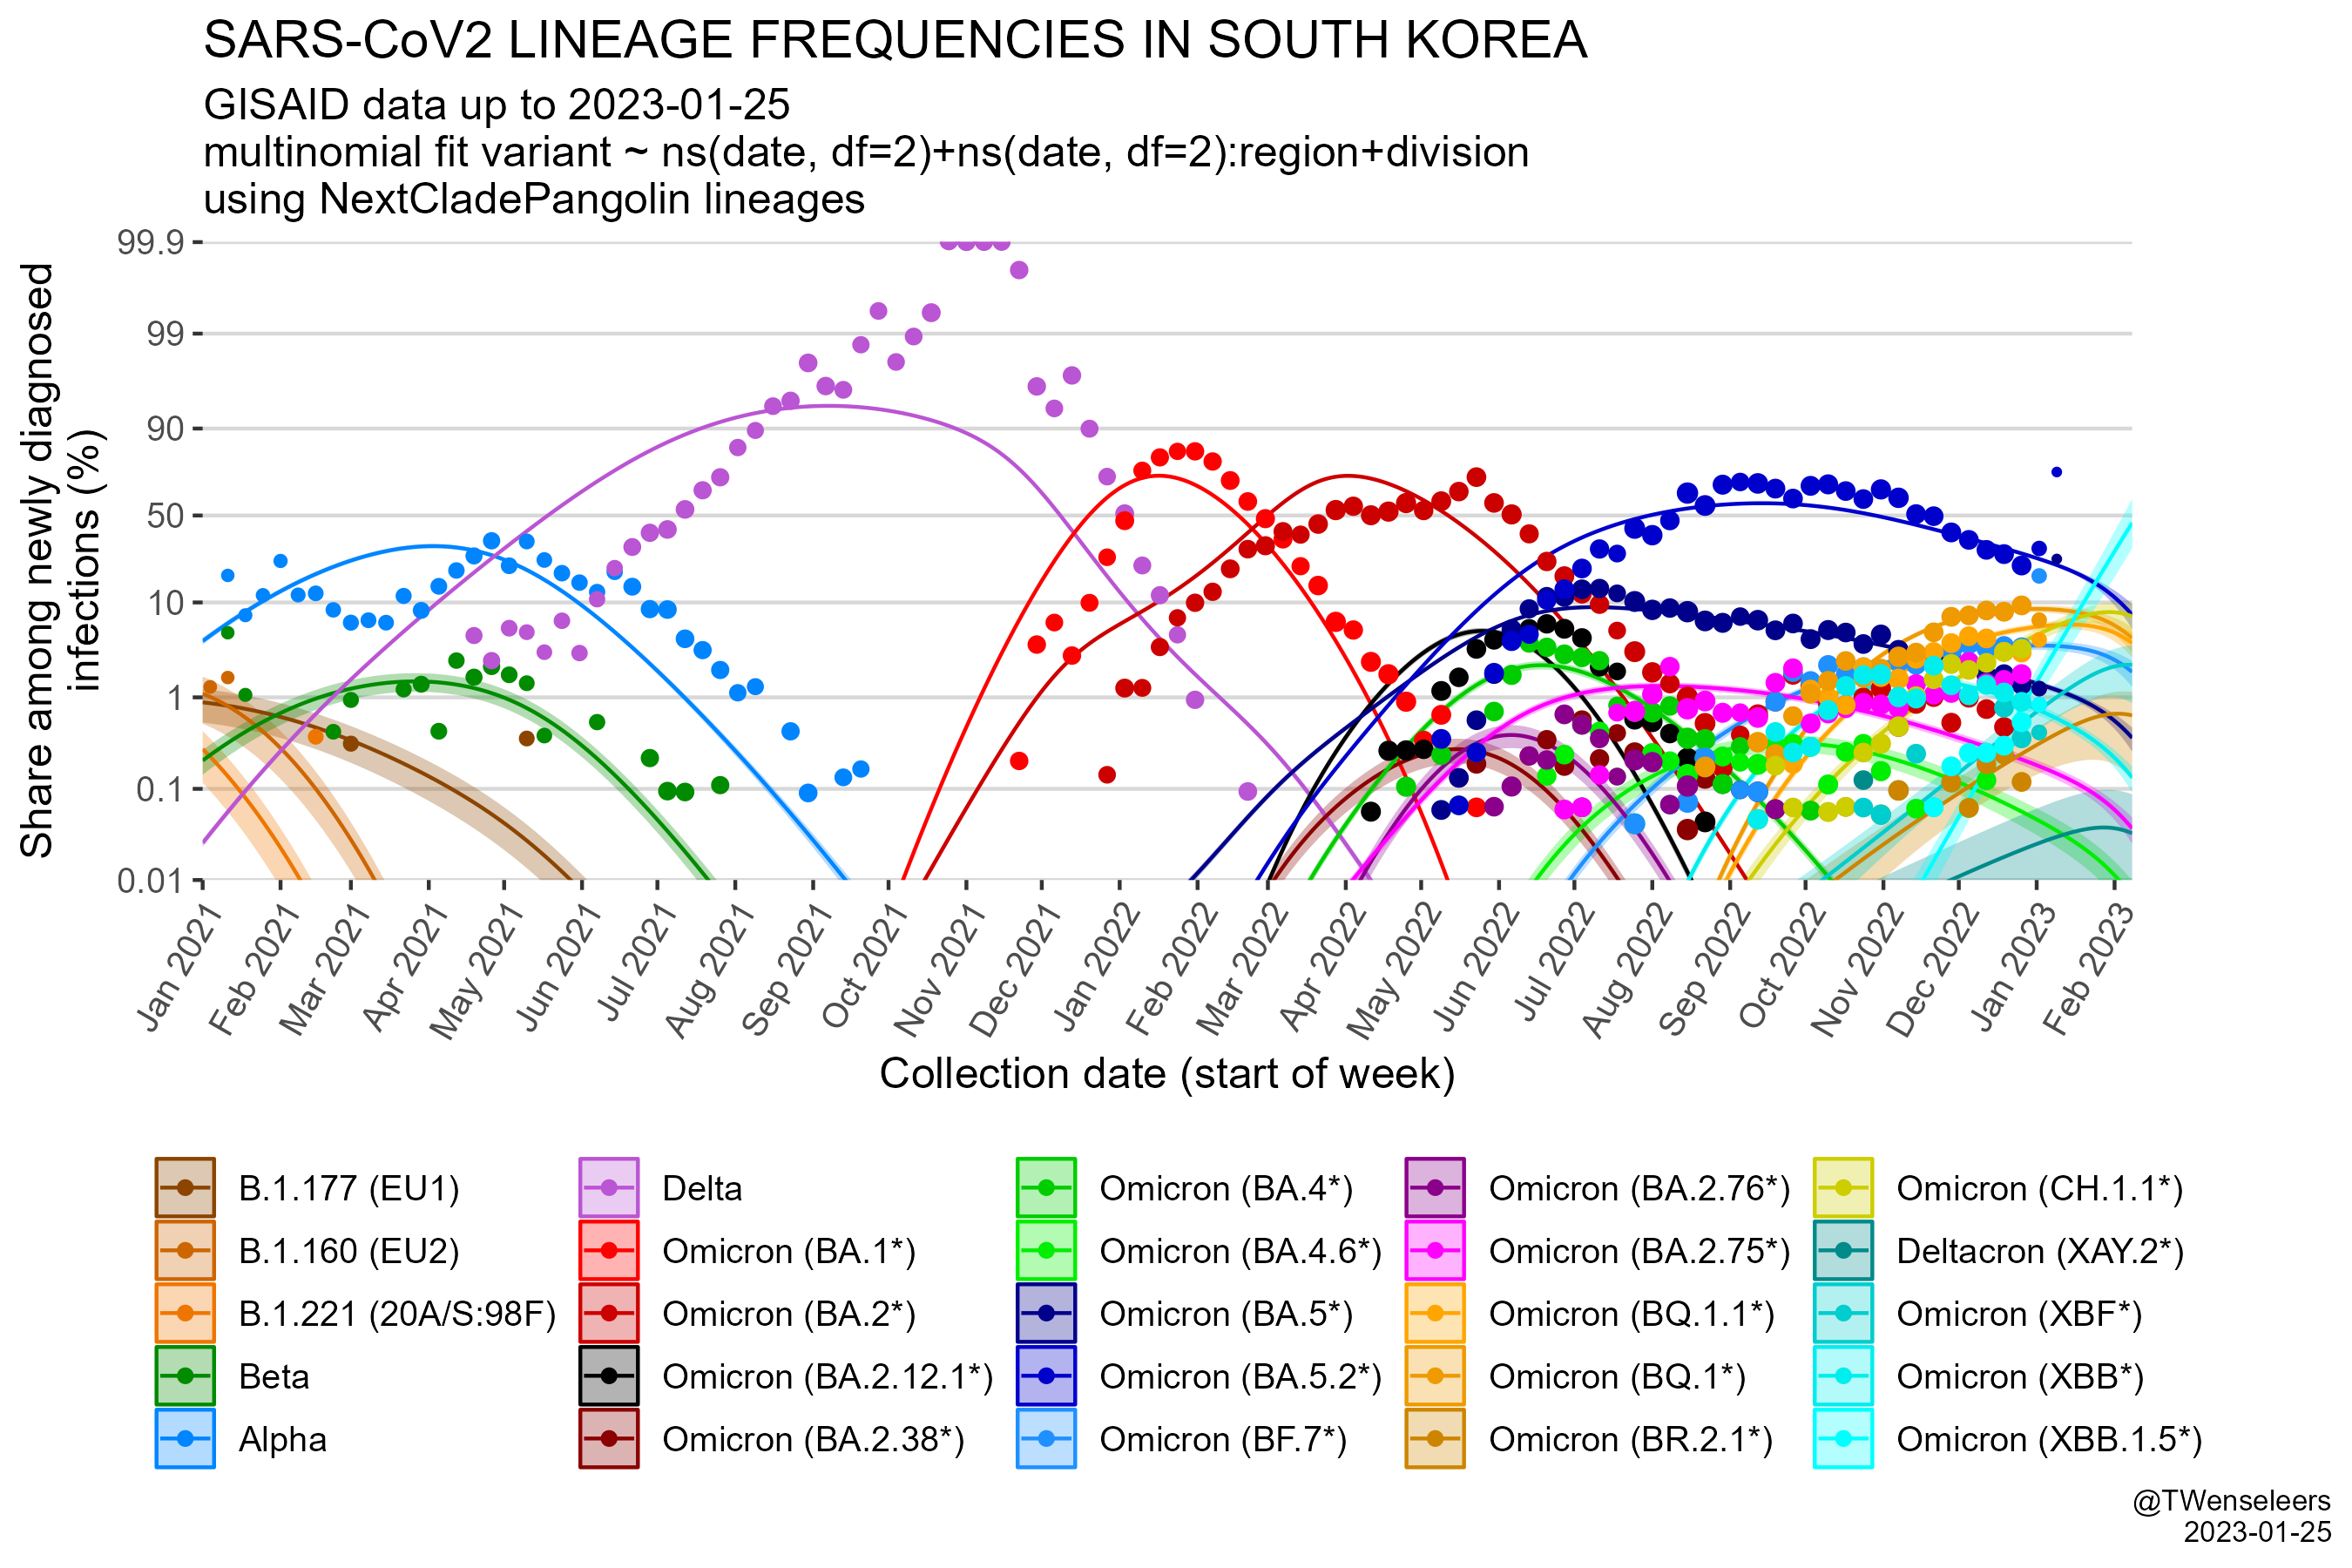 SARS-CoV2 LINEAGE FREQUENCIES IN SOUTH KOREA
GISAID data up to 2023-01-25
multinomial fit variant ~ ns(date, df=2)+ns(date, df=2):region+division
using NextCladePangolin lineages
Share among newly diagnosed
infections (%)
99.9
99
90
50
10
1
0.1
0.01
Jan 2021
Feb 2021
Mar 2021
Apr 2021
May 2021
Jun 2021
Jul 2021
Aug 2021
Sep 2021
Oct 2021
Nov 2021
Dec 2021
Jan 2022
Feb 2022
Mar 2022
Apr 2022
May 2022
Jun 2022
Jul 2022
Aug 2022
Sep 2022
Oct 2022
Nov 2022
Dec 2022
Jan 2023
Feb 2023
Collection date (start of week)
B.1.177 (EU1)
B.1.160 (EU2)
B.1.221 (20A/S:98F)
Beta
Alpha
Delta
Omicron (BA.1*)
Omicron (BA.2*)
Omicron (BA.2.12.1*)
Omicron (BA.2.38*)
Omicron (BA.4*)
Omicron (BA.4.6*)
Omicron (BA.5*)
Omicron (BA.5.2*)
Omicron (BF.7*)
Omicron (BA.2.76*)
Omicron (BA.2.75*)
Omicron (BQ.1.1*)
Omicron (BQ.1*)
Omicron (BR.2.1*)
Omicron (CH.1.1*)
Deltacron (XAY.2*)
Omicron (XBF*)
Omicron (XBB*)
Omicron (XBB.1.5*)
@TWenseleers
2023-01-25